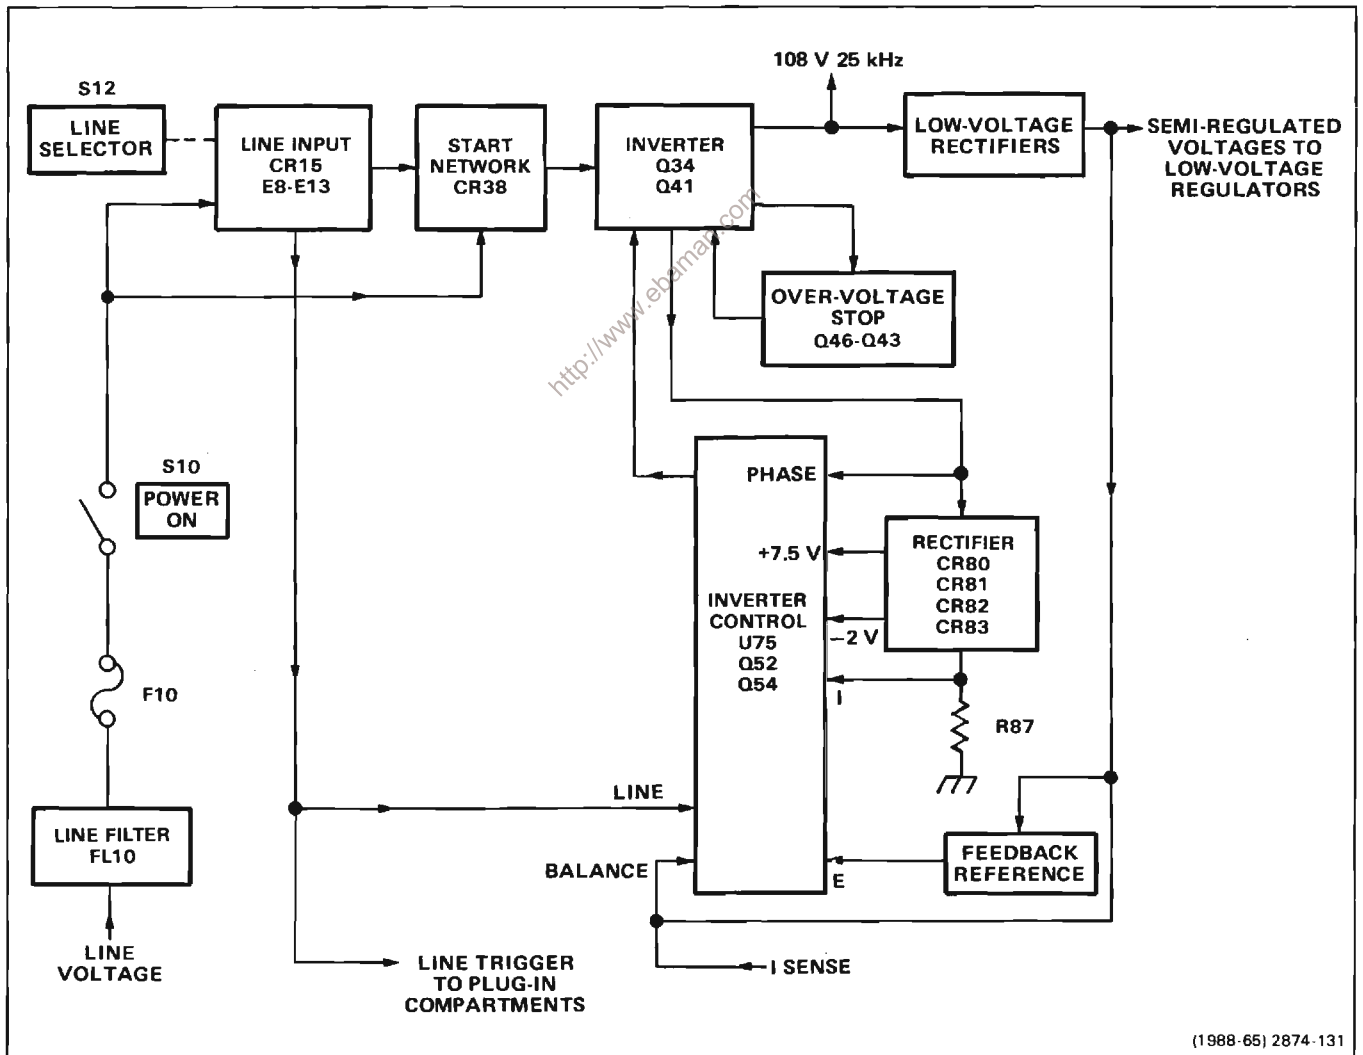 108 V 25 kHz
S12
LINE
SELECTOR
LINE INPUT
CR15
E8-E13
START
NETWORK
CR38
INVERTER
Q34
Q41
LOW-VOLTAGE
RECTIFIERS
SEMI-REGULATED
VOLTAGES TO
LOW-VOLTAGE
REGULATORS
http://www.ebaman.com
OVER-VOLTAGE
STOP
Q46-Q43
S10
POWER
ON
PHASE
+7.5 V
−2 V
I
INVERTER
CONTROL
U75
Q52
Q54
RECTIFIER
CR80
CR81
CR82
CR83
F10
R87
LINE
BALANCE
E
FEEDBACK
REFERENCE
LINE FILTER
FL10
LINE
VOLTAGE
LINE TRIGGER
TO PLUG-IN
COMPARTMENTS
I SENSE
(1988-65) 2874-131